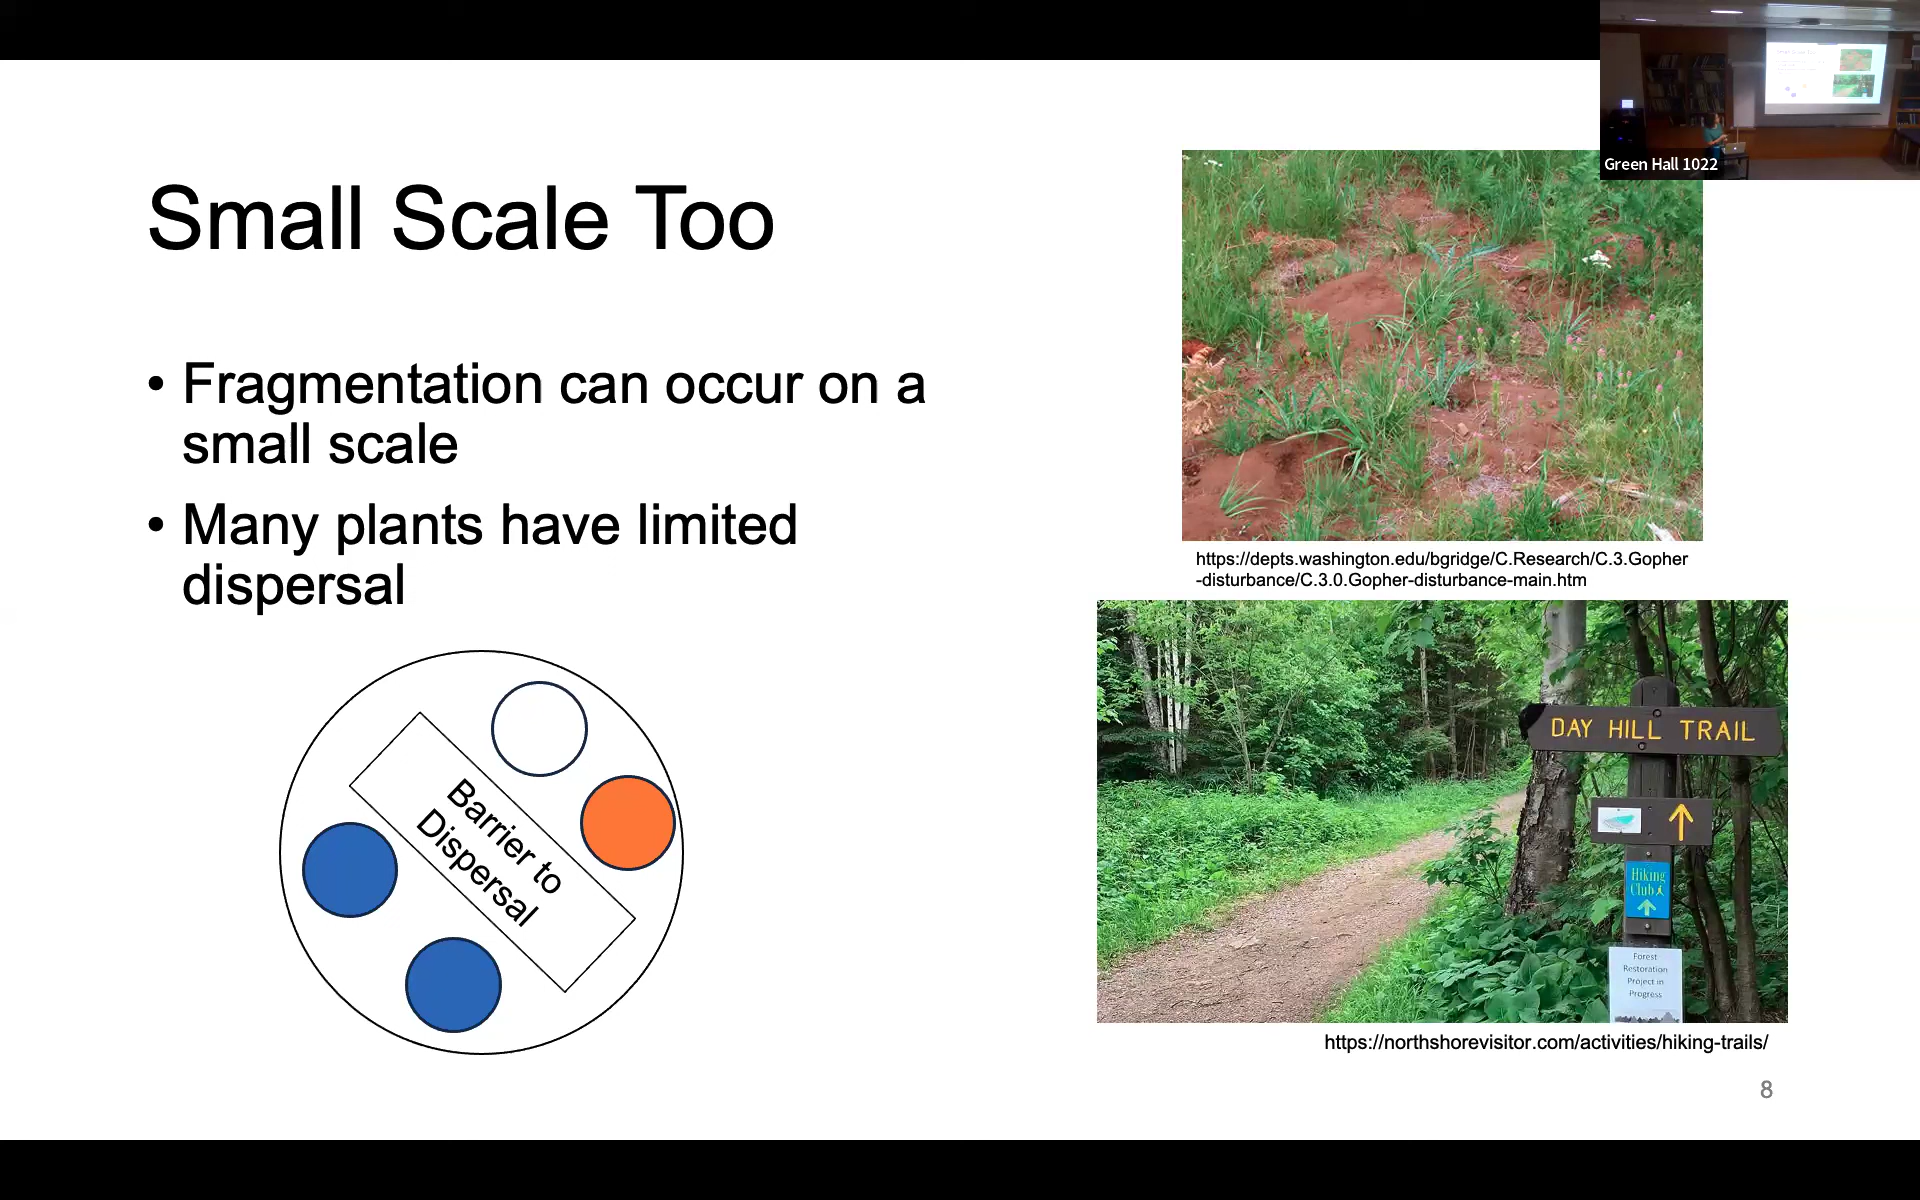 Green Hall 1022
Small Scale Too
• Fragmentation can occur on a
small scale
• Many plants have limited
dispersal
Barrier to
Dispersal
https://depts.washington.edu/bgridge/C.Research/C.3.Gopher
-disturbance/C.3.0.Gopher-disturbance-main.htm
DAY HILL TRAIL
Hiking
Club
Forest
Restoration
Project in
Progress
https://northshorevisitor.com/activities/hiking-trails/
8